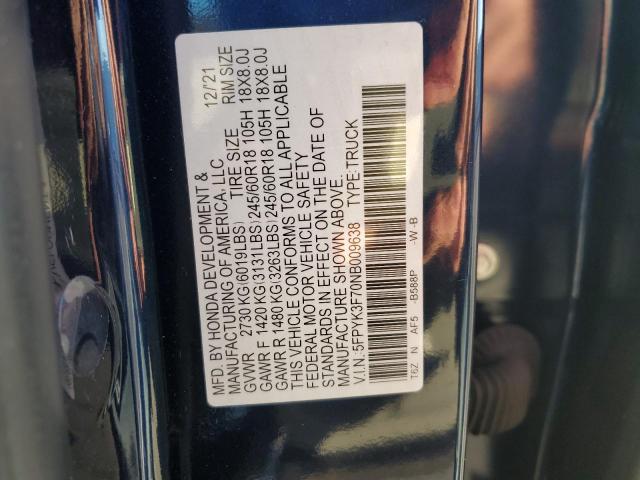 MFD. BY HONDA DEVELOPMENT & 12/'21
MANUFACTURING OF AMERICA, LLC
TIRE SIZE RIM SIZE
GVWR 2730 KG(6019LBS)
GAWR F 1420 KG(3131LBS) 245/60R18 105H 18X8.0J
GAWR R 1480 KG(3263LBS) 245/60R18 105H 18X8.0J
THIS VEHICLE CONFORMS TO ALL APPLICABLE
FEDERAL MOTOR VEHICLE SAFETY
STANDARDS IN EFFECT ON THE DATE OF
MANUFACTURE SHOWN ABOVE.
V.I.N.:5FPYK3F70NB009638 TYPE:TRUCK
T6Z N AF5 -B588P -W-B